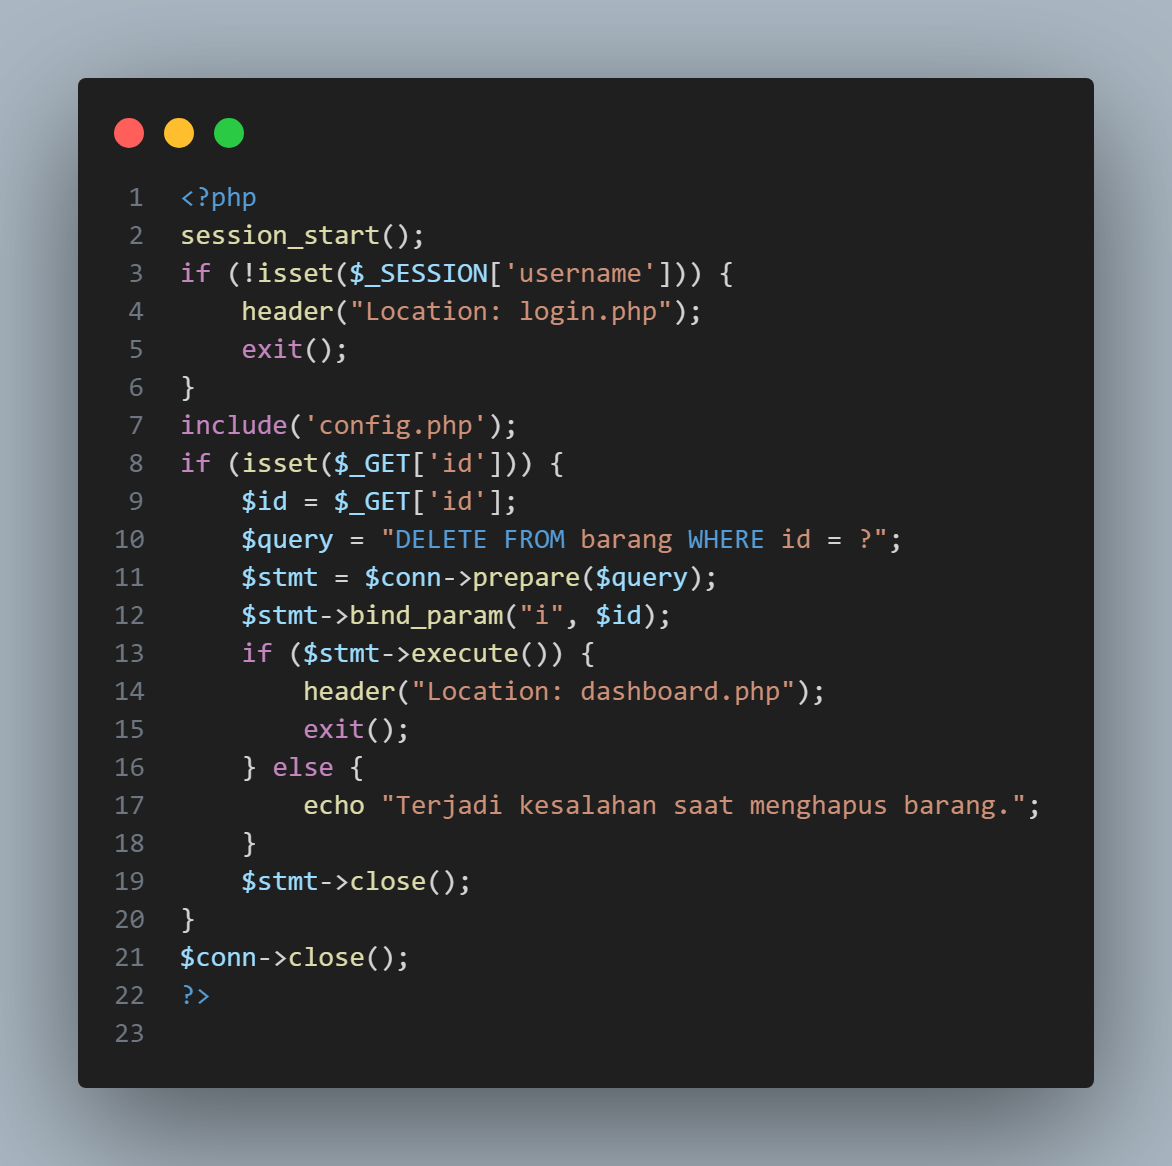 1 <?php
2 session_start();
3 if (!isset($_SESSION['username'])) {
4     header("Location: login.php");
5     exit();
6 }
7 include('config.php');
8 if (isset($_GET['id'])) {
9     $id = $_GET['id'];
10     $query = "DELETE FROM barang WHERE id = ?";
11     $stmt = $conn->prepare($query);
12     $stmt->bind_param("i", $id);
13     if ($stmt->execute()) {
14         header("Location: dashboard.php");
15         exit();
16     } else {
17         echo "Terjadi kesalahan saat menghapus barang.";
18     }
19     $stmt->close();
20 }
21 $conn->close();
22 ?>
23